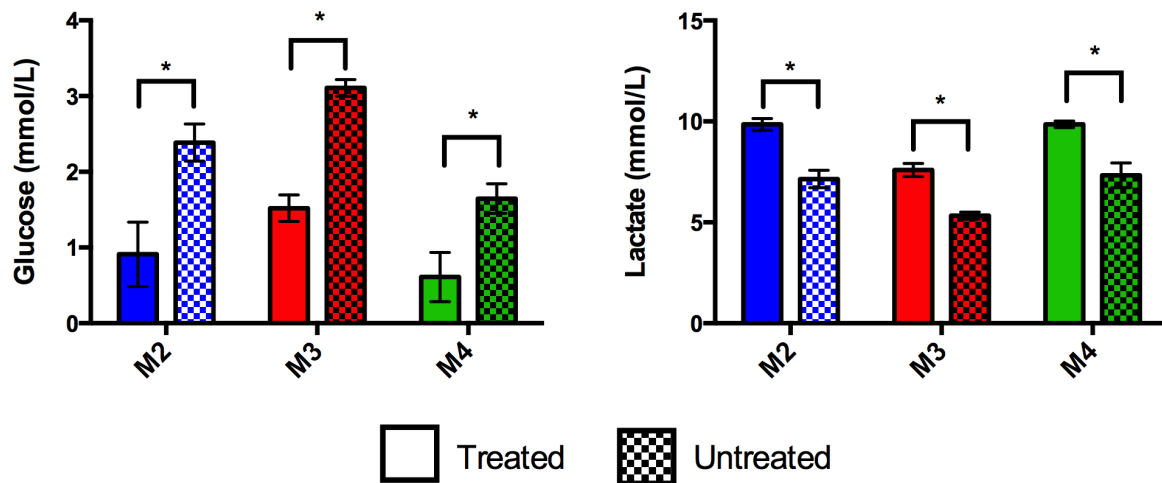 Glucose (mmol/L)
4
3
2
1
0
*
*
*
M2
M3
M4
Lactate (mmol/L)
15
10
5
0
*
*
*
M2
M3
M4
Treated
Untreated